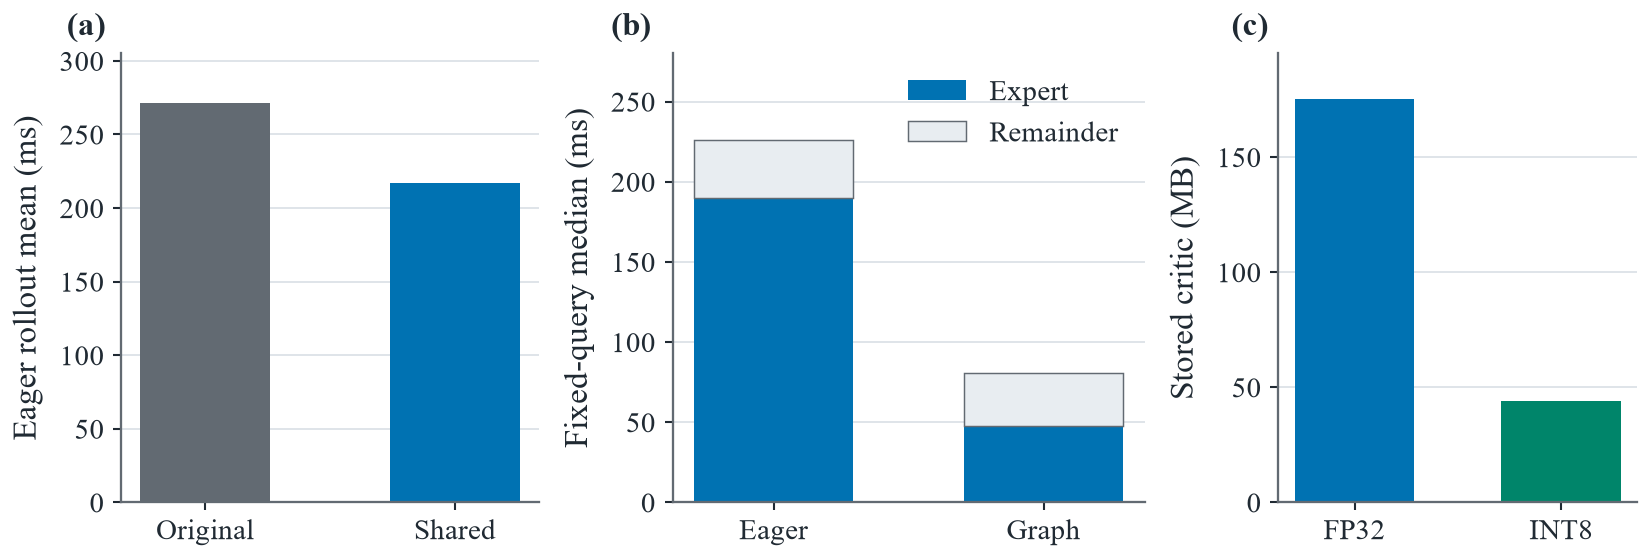 (a)
Eager rollout mean (ms)
300
250
200
150
100
50
0
Original
Shared
(b)
Fixed-query median (ms)
250
200
150
100
50
0
Expert
Remainder
Eager
Graph
(c)
Stored critic (MB)
150
100
50
0
FP32
INT8